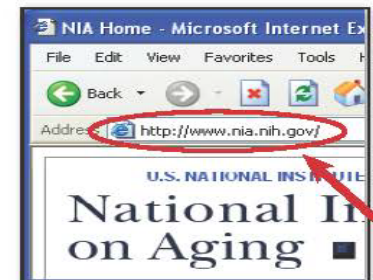 NIA Home - Microsoft Internet Ex
File Edit View Favorites Tools
Back
Address http://www.nia.nih.gov/
U.S. NATIONAL INSTITUTE
National In
on Aging